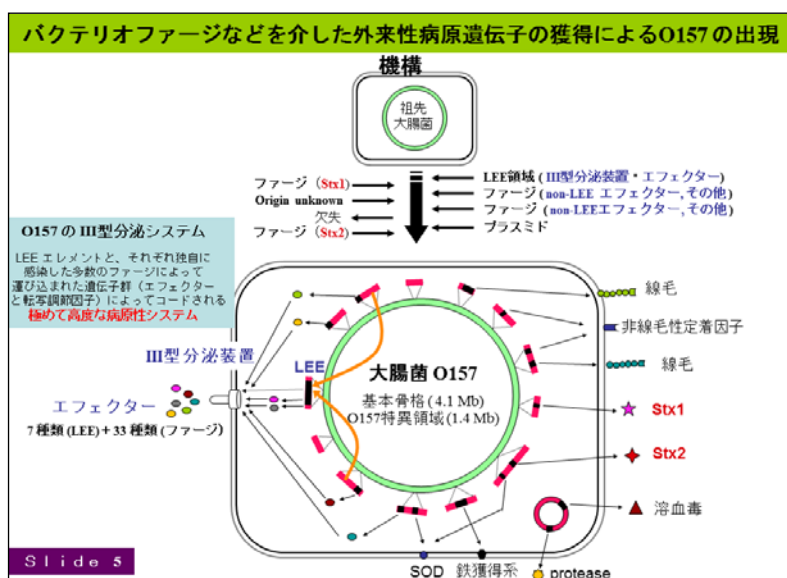 バクテリオファージなどを介した外来性病原遺伝子の獲得によるO157の出現
機構
祖先
大腸菌
ファージ (Stx1)
Origin unknown
欠失
ファージ (Stx2)
LEE領域 (III型分泌装置・エフェクター)
ファージ (non-LEE エフェクター, その他)
ファージ (non-LEEエフェクター, その他)
プラスミド
O157 の III型分泌システム
LEE エレメントと、それぞれ独自に
感染した多数のファージによって
運び込まれた遺伝子群(エフェクター
と転写調節因子)によってコードされる
極めて高度な病原性システム
III型分泌装置
LEE
エフェクター
7 種類 (LEE) + 33 種類 (ファージ)
大腸菌 O157
基本骨格 (4.1 Mb)
O157特異領域 (1.4 Mb)
線毛
非線毛性定着因子
線毛
Stx1
Stx2
溶血毒
protease
鉄獲得系
SOD
Slide 5